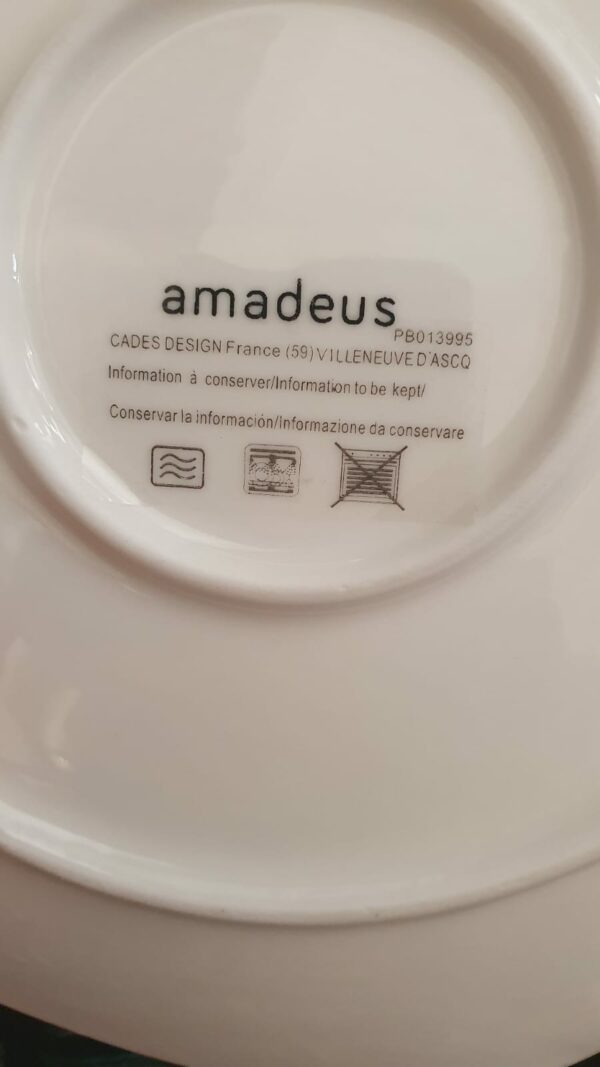 amadeus
PB013995
CADES DESIGN France (59) VILLENEUVE D'ASCQ
Information à conserver/Information to be kept/
Conservar la información/Informazione da conservare